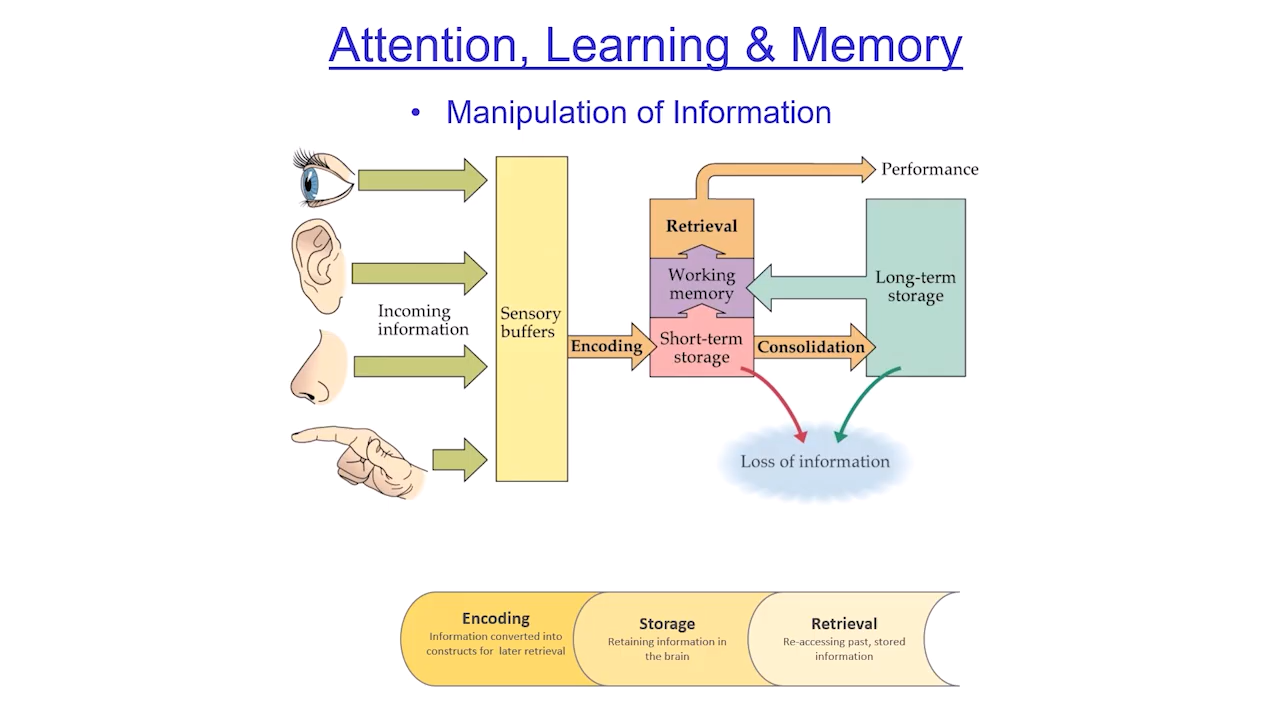 Attention, Learning & Memory
• Manipulation of Information
Performance
Retrieval
Working
memory
Long-term
storage
Incoming
information
Sensory
buffers
Encoding
Short-term
storage
Consolidation
Loss of information
Encoding
Information converted into
constructs for later retrieval
Storage
Retaining information in
the brain
Retrieval
Re-accessing past, stored
information